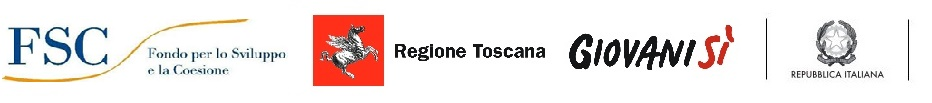 FSC
Fondo per lo Sviluppo
e la Coesione
Regione Toscana
GIOVANISÌ
REPUBBLICA ITALIANA